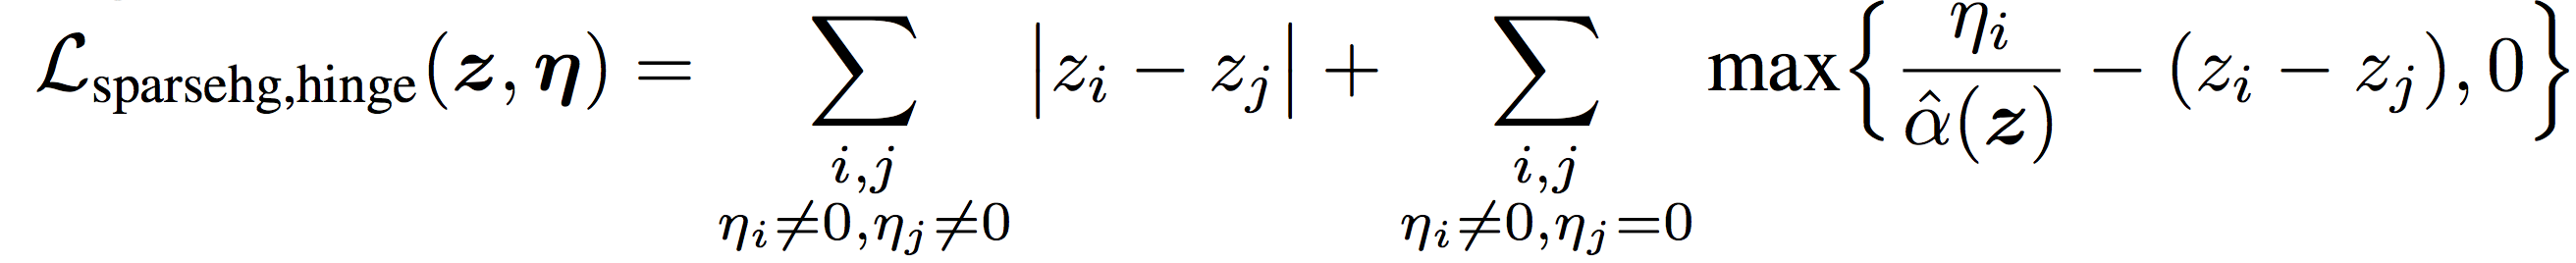 $\mathcal{L}_{\text{sparsehg,hinge}}(\boldsymbol{z}, \boldsymbol{\eta}) = \sum_{\substack{i,j \\ \eta_i \neq 0, \eta_j \neq 0}} |z_i - z_j| + \sum_{\substack{i,j \\ \eta_i \neq 0, \eta_j = 0}} \max\left\{ \frac{\eta_i}{\hat{\alpha}(\boldsymbol{z})} - (z_i - z_j), 0 \right\}$